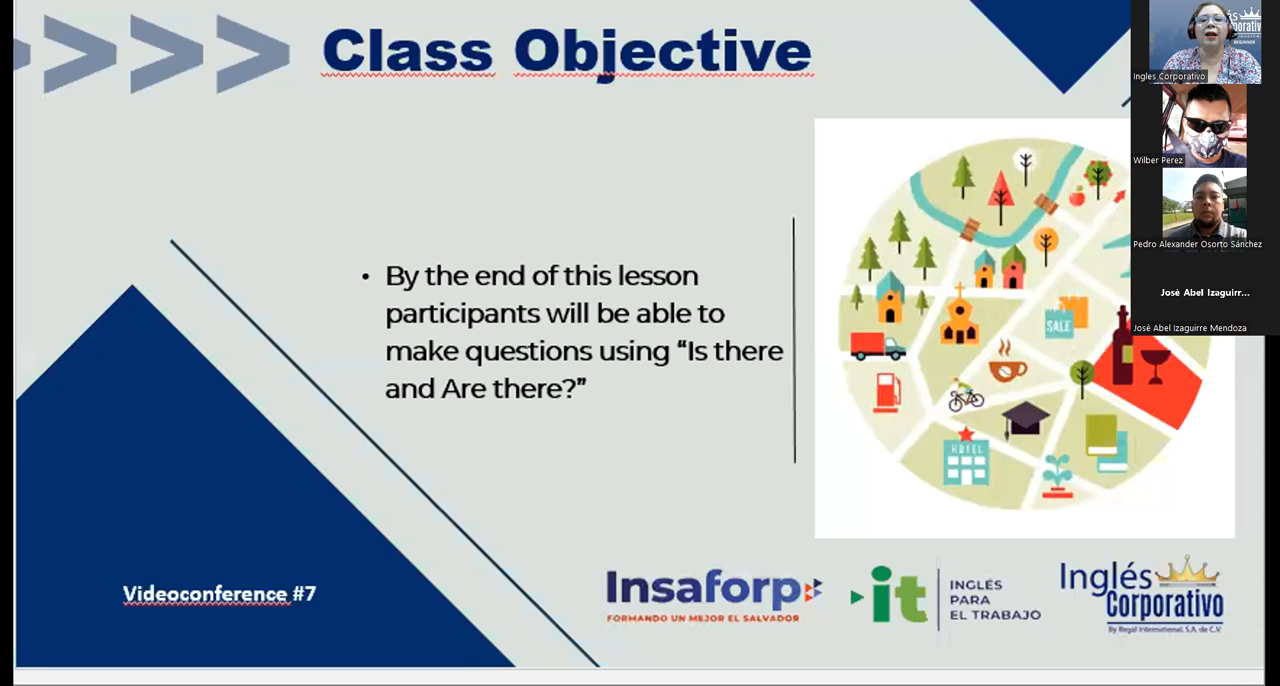 Class Objective
• By the end of this lesson
participants will be able to
make questions using “Is there
and Are there?”
SALE
HOTEL
Videoconference #7
Insaforp
FORMANDO UN MEJOR EL SALVADOR
it
INGLÉS
PARA
EL TRABAJO
Inglés
Corporativo
By Regal International, S.A. de C.V.
Ingles Corporativo
Wilber Perez
Pedro Alexander Osorto Sánchez
José Abel Izaguirr...
José Abel Izaguirre Mendoza